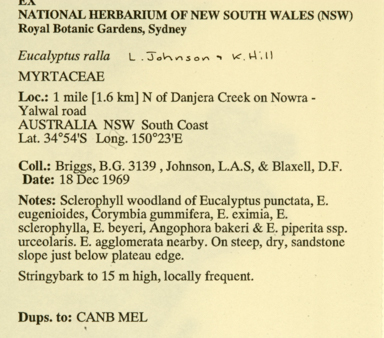 EX
NATIONAL HERBARIUM OF NEW SOUTH WALES (NSW)
Royal Botanic Gardens, Sydney
Eucalyptus ralla L. Johnson & K. Hill
MYRTACEAE
Loc.: 1 mile [1.6 km] N of Danjera Creek on Nowra -
Yalwal road
AUSTRALIA NSW South Coast
Lat. 34°54'S Long. 150°23'E
Coll.: Briggs, B.G. 3139 , Johnson, L.A.S, & Blaxell, D.F.
Date: 18 Dec 1969
Notes: Sclerophyll woodland of Eucalyptus punctata, E.
eugenioides, Corymbia gummifera, E. eximia, E.
sclerophylla, E. beyeri, Angophora bakeri & E. piperita ssp.
urceolaris. E. agglomerata nearby. On steep, dry, sandstone
slope just below plateau edge.
Stringybark to 15 m high, locally frequent.
Dups. to: CANB MEL